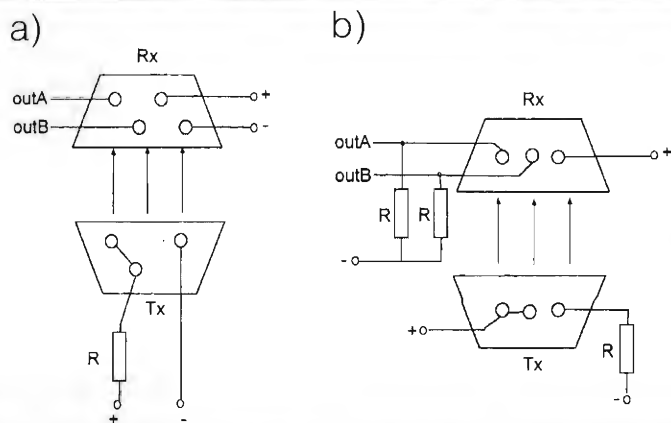 a)
Rx
outA
+
outB
-
Tx
R
+
-
b)
Rx
outA
+
outB
R
R
-
+
Tx
R
-